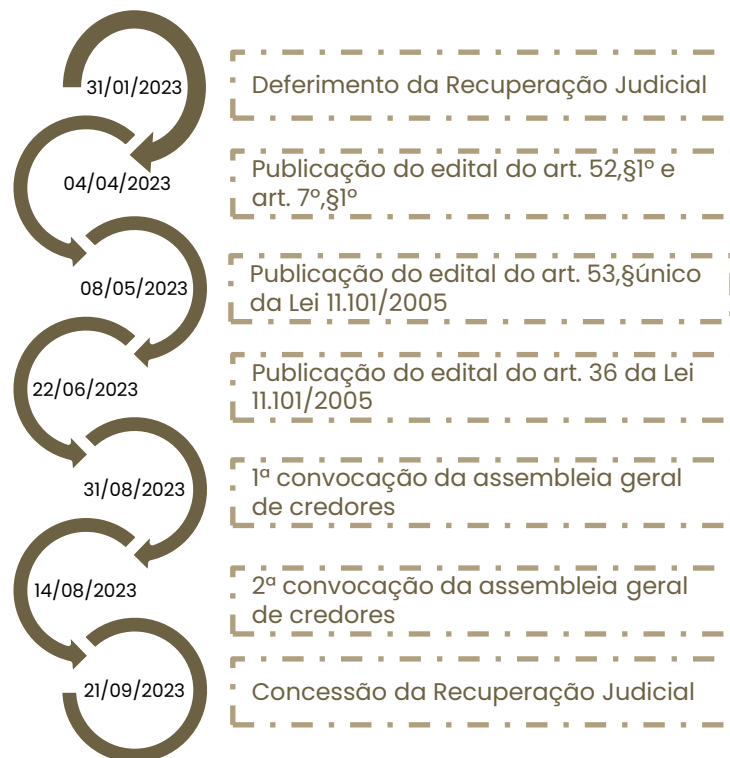 31/01/2023
Deferimento da Recuperação Judicial
04/04/2023
Publicação do edital do art. 52,§1º e
art. 7º,§1º
08/05/2023
Publicação do edital do art. 53,§único
da Lei 11.101/2005
22/06/2023
Publicação do edital do art. 36 da Lei
11.101/2005
31/08/2023
1ª convocação da assembleia geral
de credores
14/08/2023
2ª convocação da assembleia geral
de credores
21/09/2023
Concessão da Recuperação Judicial